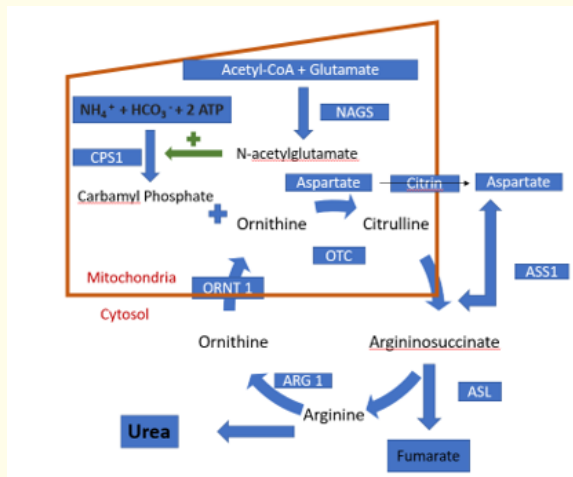 Acetyl-CoA + Glutamate
NH₄⁺ + HCO₃⁻ + 2 ATP
NAGS
+
CPS1
N-acetylglutamate
Aspartate
Citrin
Aspartate
Carbamyl Phosphate
+
Ornithine
Citrulline
OTC
Mitochondria
ORNT 1
ASS1
Cytosol
Ornithine
Argininosuccinate
ARG 1
ASL
Arginine
Urea
Fumarate